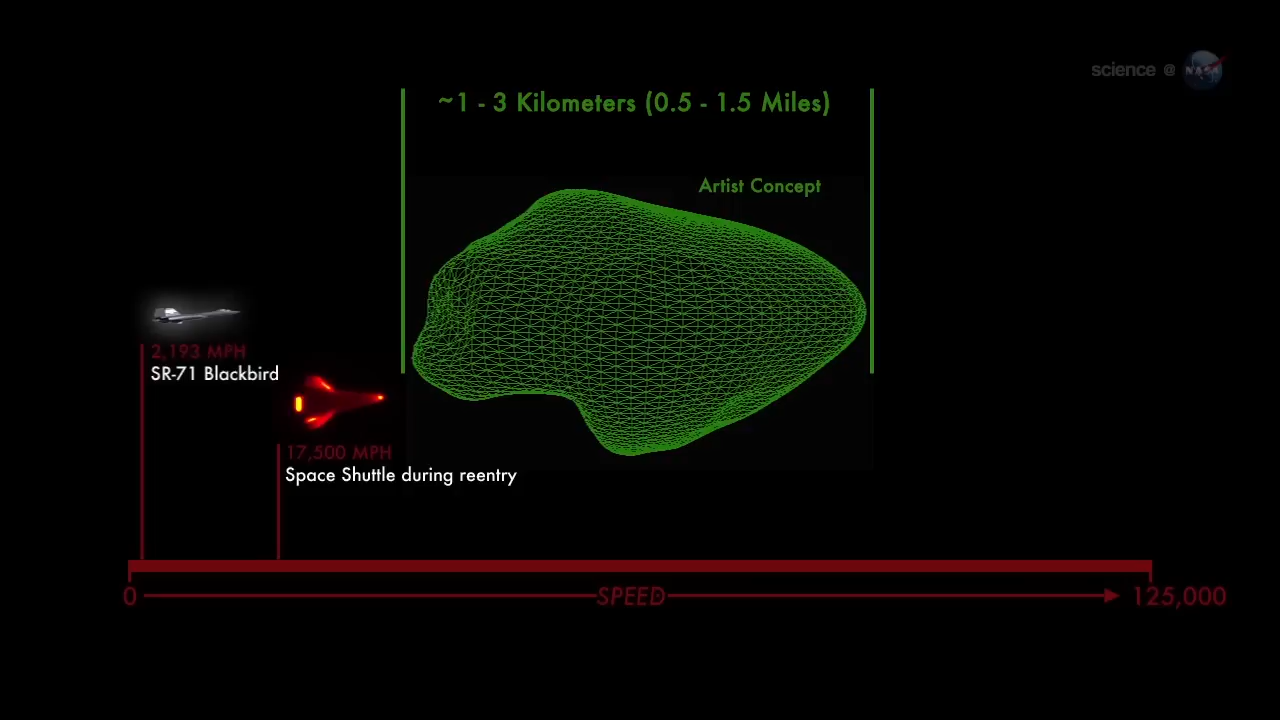 science @ NASA
~1 - 3 Kilometers (0.5 - 1.5 Miles)
Artist Concept
2,193 MPH
SR-71 Blackbird
17,500 MPH
Space Shuttle during reentry
0 SPEED 125,000